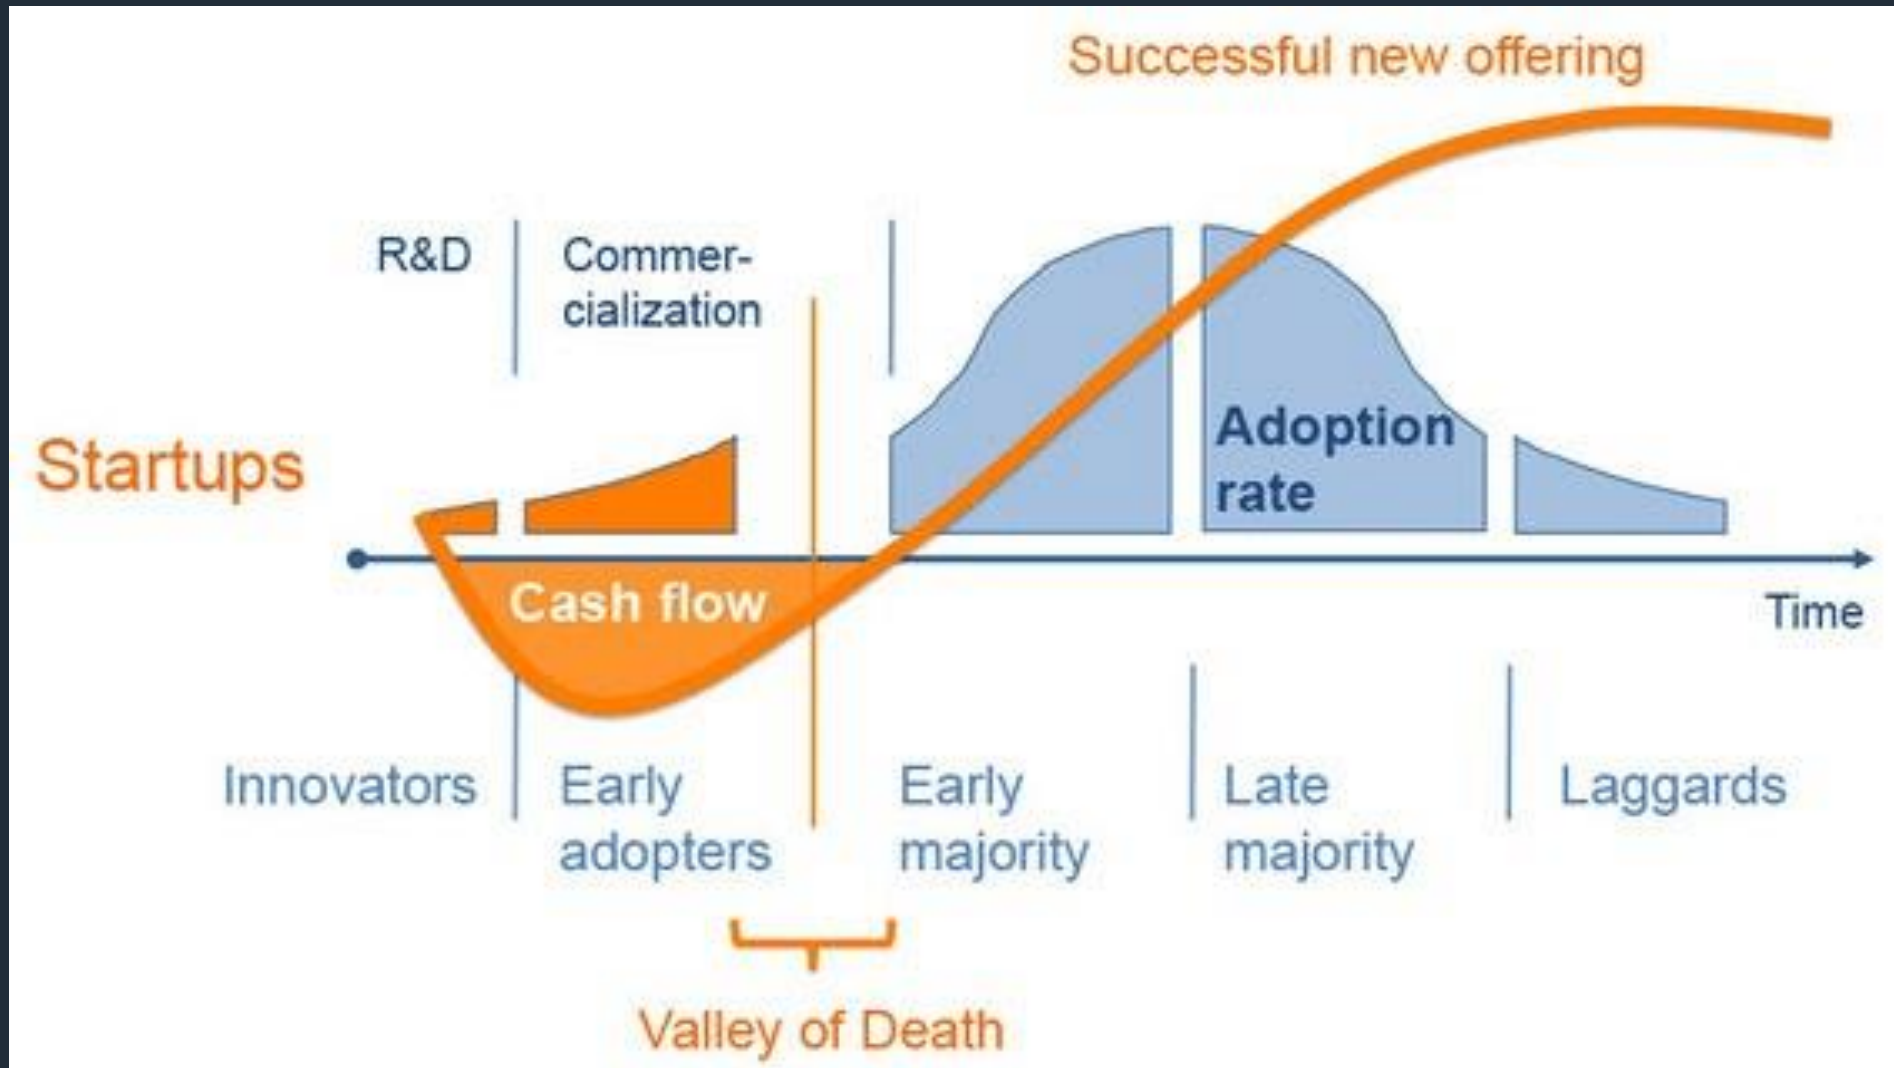 Successful new offering
R&D
Commer-
cialization
Startups
Adoption
rate
Cash flow
Time
Innovators
Early
adopters
Early
majority
Late
majority
Laggards
Valley of Death